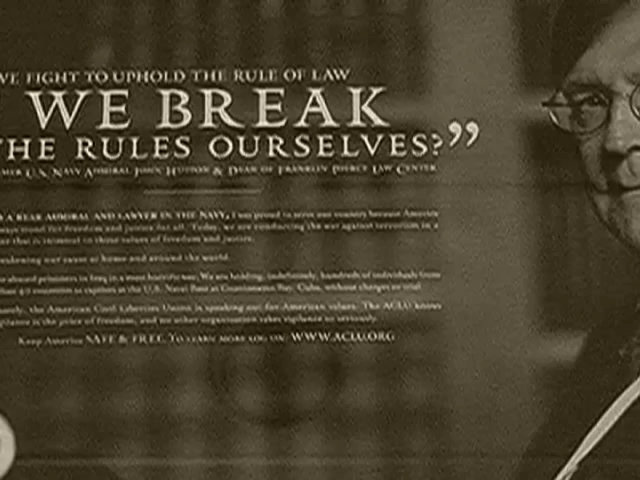 VE FIGHT TO UPHOLD THE RULE OF LAW
WE BREAK
THE RULES OURSELVES?”
U.S. NAVY ADMIRAL JOHN HUTSON & DEAN OF FRANKLIN PIERCE LAW CENTER
A REAR ADMIRAL AND LAWYER IN THE NAVY, I am proud to serve our country because America
stand for freedom and justice for all. Today, we are conducting the war against terrorism in a
that is inimical to those values of freedom and justice.
weakening our sway at home and around the world.
abused prisoners in Iraq in a most horrific way. We are holding, indefinitely, hundreds of individuals from
countries in captivity at the U.S. Naval Base at Guantanamo Bay, Cuba, without charges or trial
the American Civil Liberties Union is speaking out for American values. The ACLU knows
vigilance is the price of freedom, and no other organization takes vigilance so seriously.
Keep America SAFE & FREE. TO LEARN MORE LOG ON WWW.ACLU.ORG